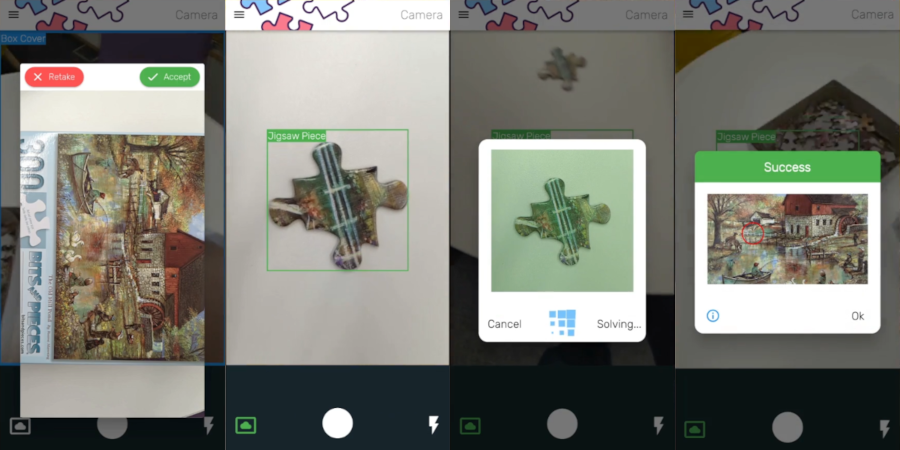 Camera
Box Cover
Retake
Accept
BITS and PIECES
Camera
Jigsaw Piece
Camera
Jigsaw Piece
Cancel
Solving...
Camera
Jigsaw Piece
Success
Ok